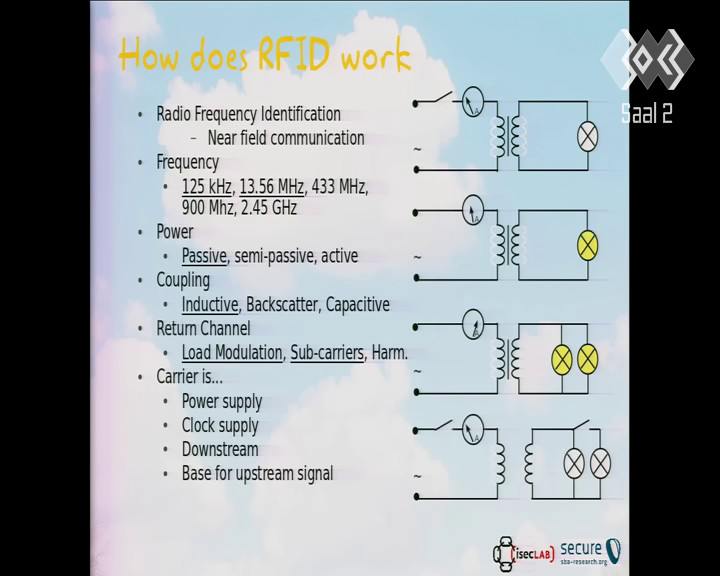 How does RFID work
Saal 2
Radio Frequency Identification
– Near field communication
Frequency
125 kHz, 13.56 MHz, 433 MHz,
900 Mhz, 2.45 GHz
Power
Passive, semi-passive, active
Coupling
Inductive, Backscatter, Capacitive
Return Channel
Load Modulation, Sub-carriers, Harm.
Carrier is...
Power supply
Clock supply
Downstream
Base for upstream signal
A
~
A
~
A
~
A
~
isecLAB
secure
sba-research.org